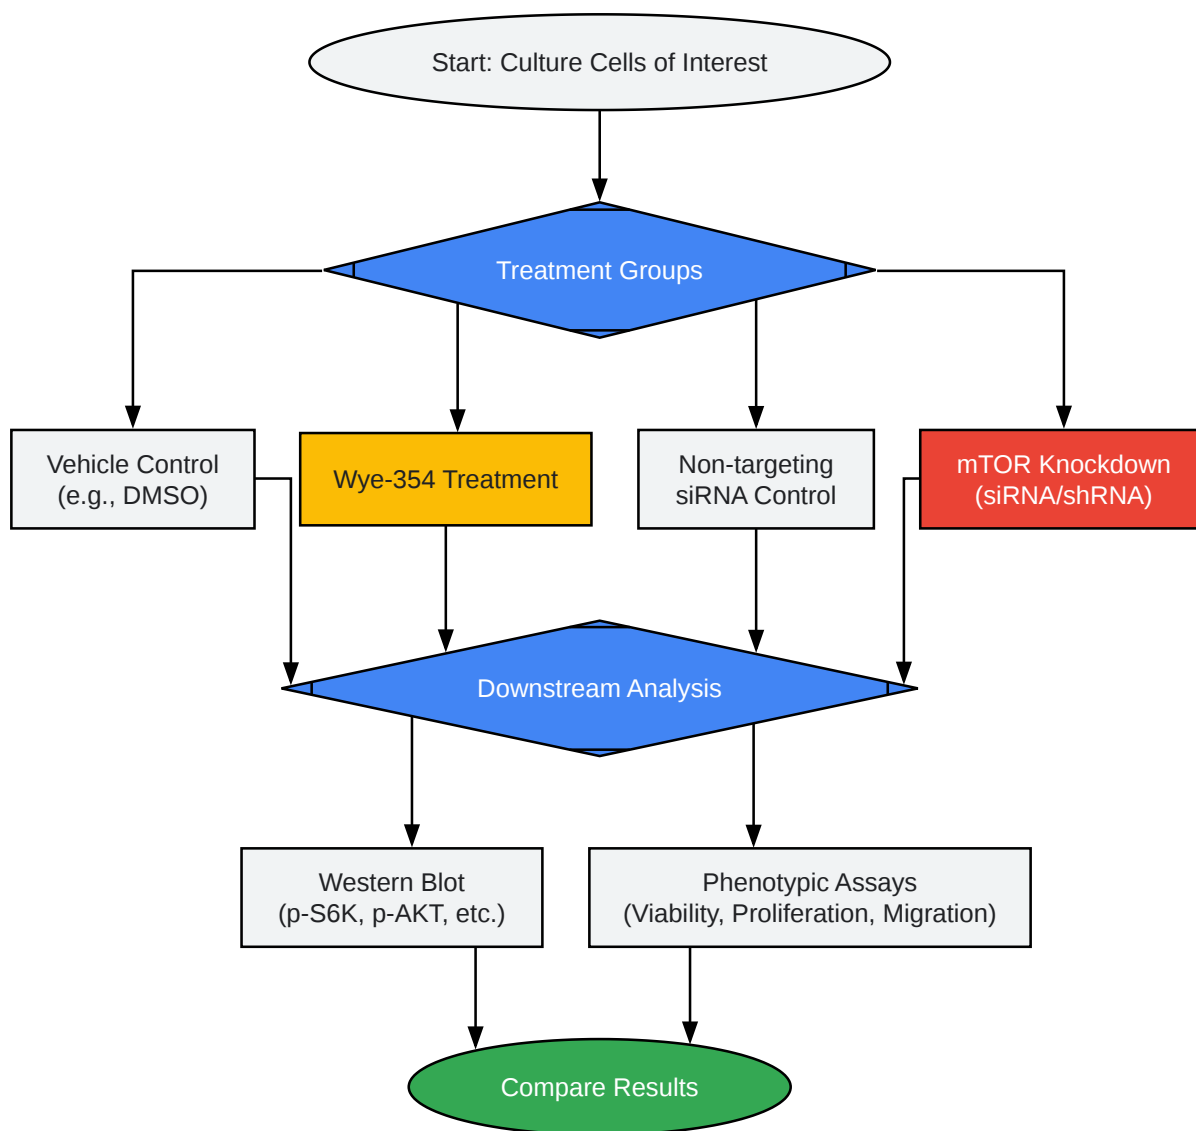 Start: Culture Cells of Interest
Treatment Groups
Vehicle Control
(e.g., DMSO)
Wye-354 Treatment
Non-targeting
siRNA Control
mTOR Knockdown
(siRNA/shRNA)
Downstream Analysis
Western Blot
(p-S6K, p-AKT, etc.)
Phenotypic Assays
(Viability, Proliferation, Migration)
Compare Results